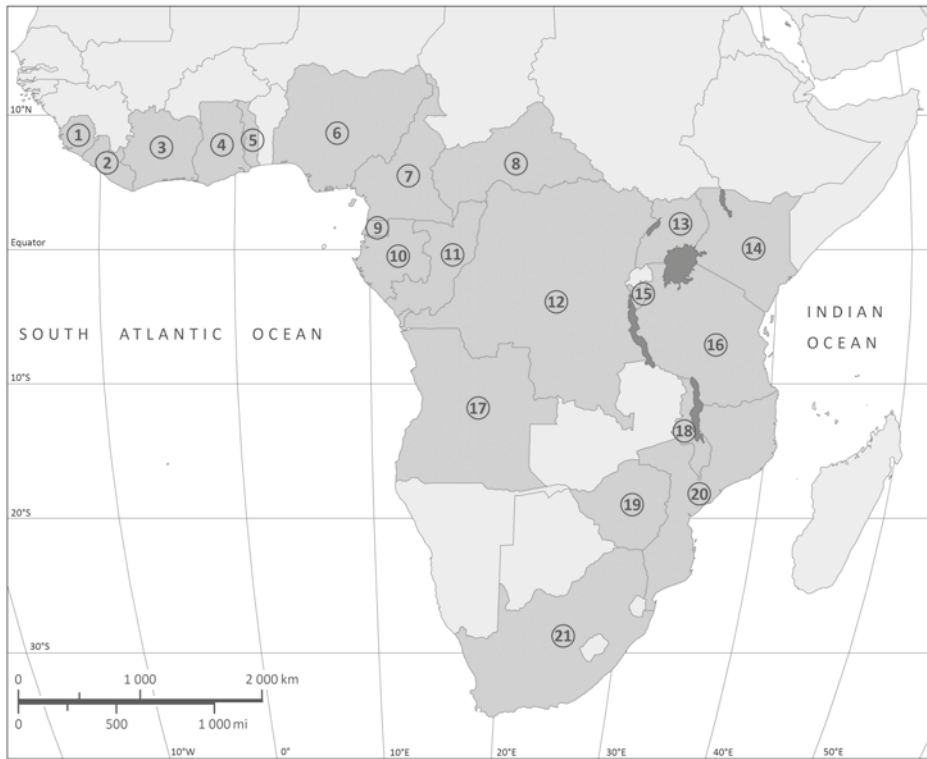 10°N
1
2
3
4
5
6
7
8
9
10
11
12
13
14
15
16
17
18
19
20
21
Equator
SOUTH ATLANTIC OCEAN
INDIAN
OCEAN
10°S
20°S
30°S
0 1 000 2 000 km
0 500 1 000 mi
10°W 0° 10°E 20°E 30°E 40°E 50°E